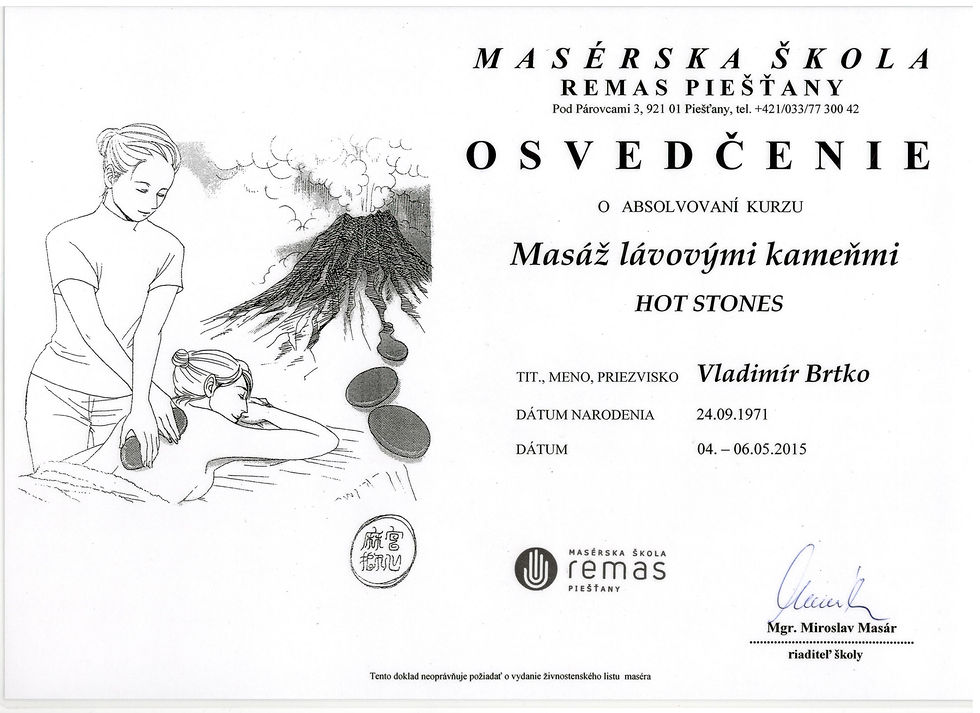 MASÉRSKA ŠKOLA
REMAS PIEŠŤANY
Pod Párovcami 3, 921 01 Piešťany, tel. +421/033/77 300 42
OSVEDČENIE
O ABSOLVOVANÍ KURZU
Masáž lávovými kameňmi
HOT STONES
TIT., MENO, PRIEZVISKO Vladimír Brtko
DÁTUM NARODENIA 24.09.1971
DÁTUM 04. – 06.05.2015
MASÉRSKA ŠKOLA
remas
PIEŠŤANY
Mgr. Miroslav Masár
riaditeľ školy
Tento doklad neoprávňuje požiadať o vydanie živnostenského listu maséra